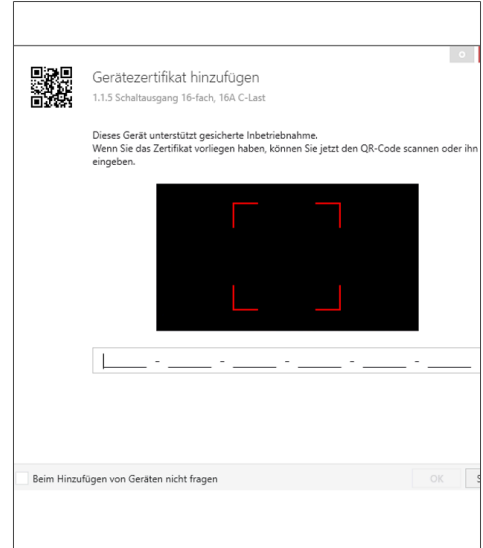 Gerätezertifikat hinzufügen
1.1.5 Schaltausgang 16-fach, 16A C-Last
Dieses Gerät unterstützt gesicherte Inbetriebnahme.
Wenn Sie das Zertifikat vorliegen haben, können Sie jetzt den QR-Code scannen oder ihn
eingeben.
Beim Hinzufügen von Geräten nicht fragen
OK